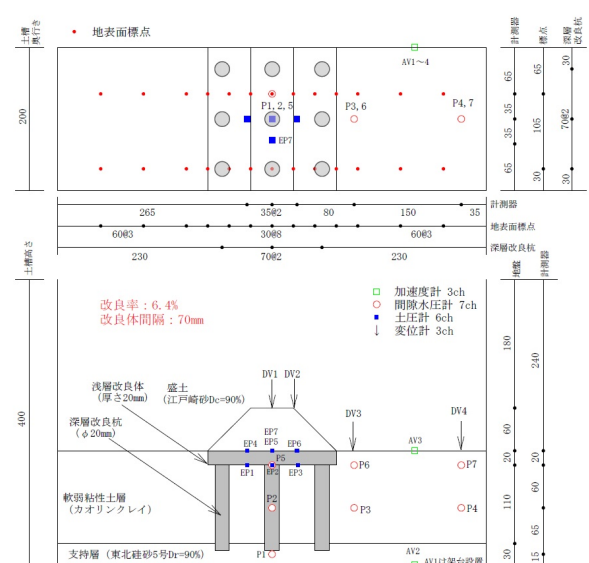 土槽
奥行き
地表面標点
計測器
標点
深層
改良杭
AV1～4
P1,2,5
P3,6
P4,7
EP7
200
65
35
35
65
65
105
30
30
70@2
30
計測器
265
35@2
80
150
35
地表面標点
60@3
30@8
60@3
深層改良杭
230
70@2
230
土槽高さ
地盤
計測器
改良率：6.4%
改良体間隔：70mm
加速度計 3ch
間隙水圧計 7ch
土圧計 6ch
変位計 3ch
180
240
400
DV1 DV2
浅層改良体
(厚さ20mm)
盛土
(江戸崎砂Dc=90%)
DV3
DV4
深層改良杭
(φ20mm)
60
EP7
EP4 EP5 EP6
AV3
P5
EP1 EP2 EP3
P6
P7
20
20
軟弱粘性土層
(カオリンクレイ)
P2
P3
P4
110
60
65
支持層 (東北硅砂5号Dr=90%)
P1
AV2
AV1は架台設置
30
15